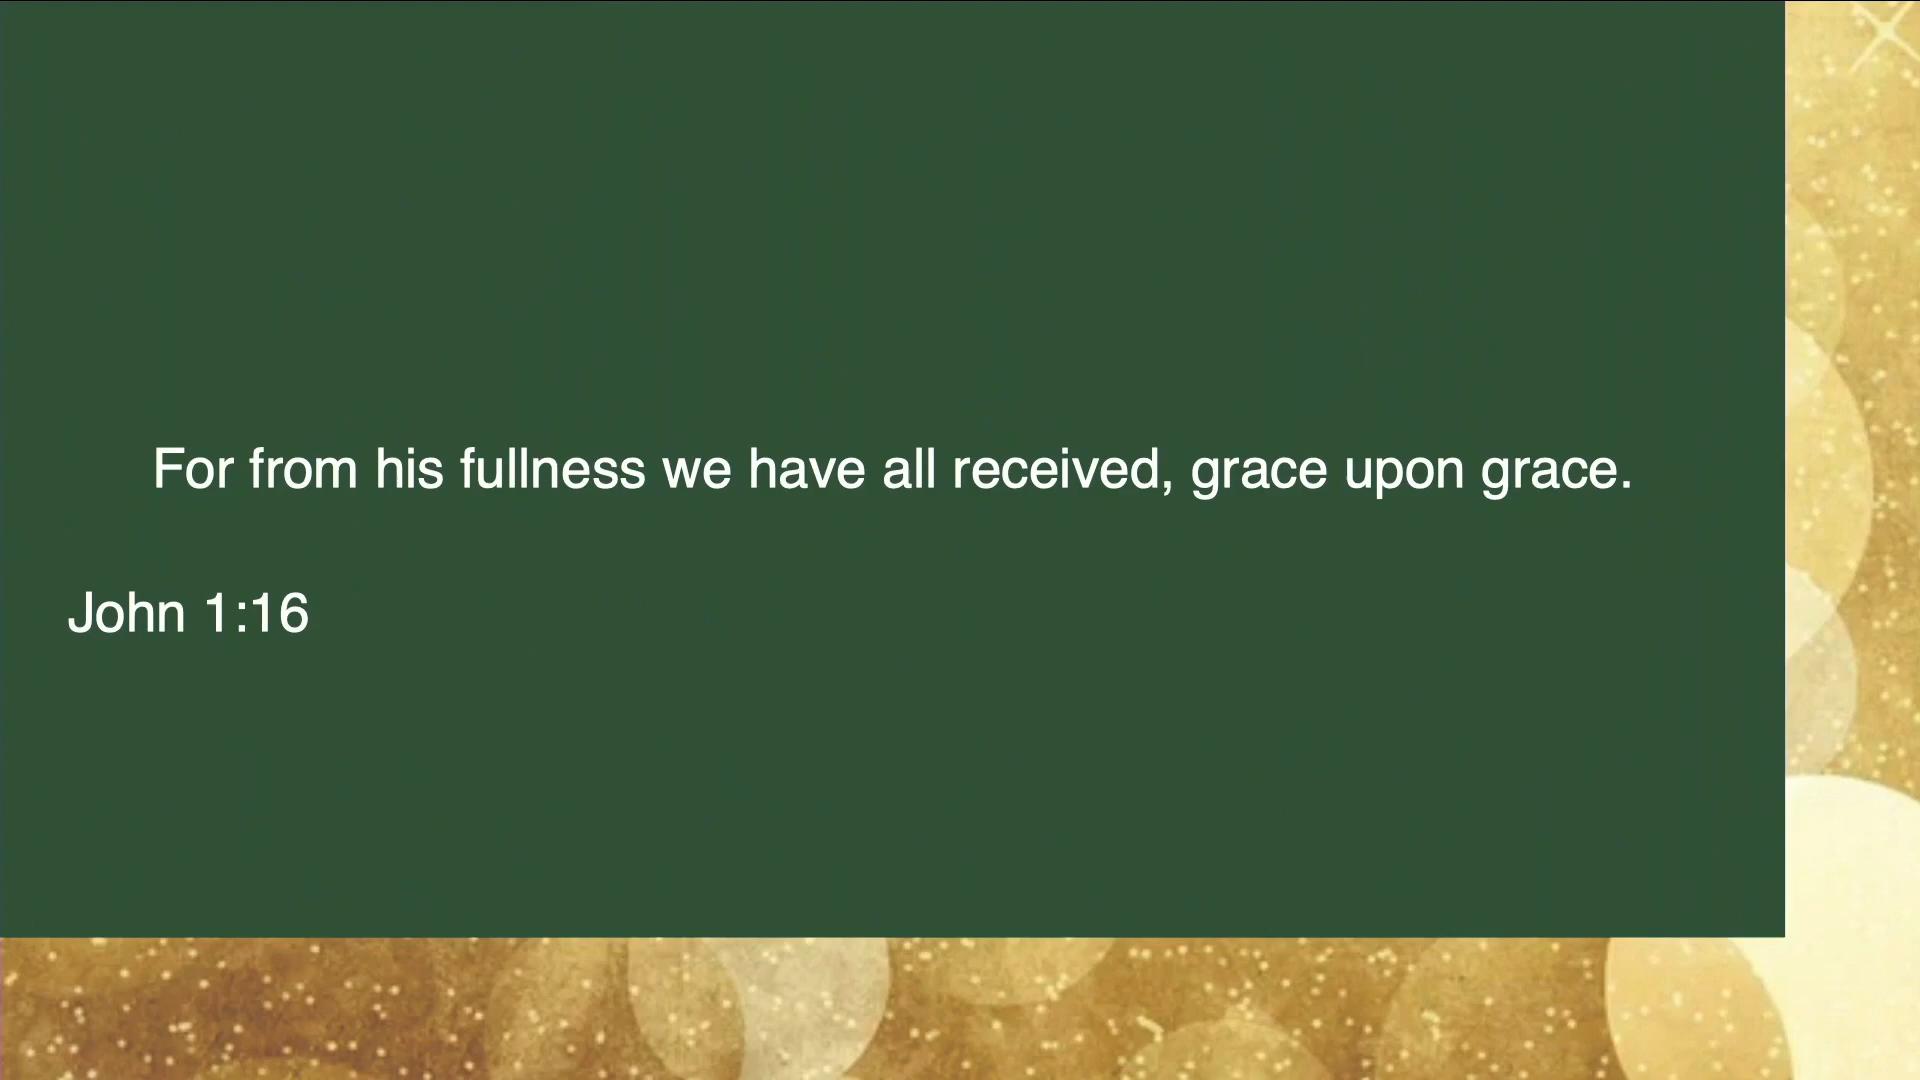 For from his fullness we have all received, grace upon grace.
John 1:16